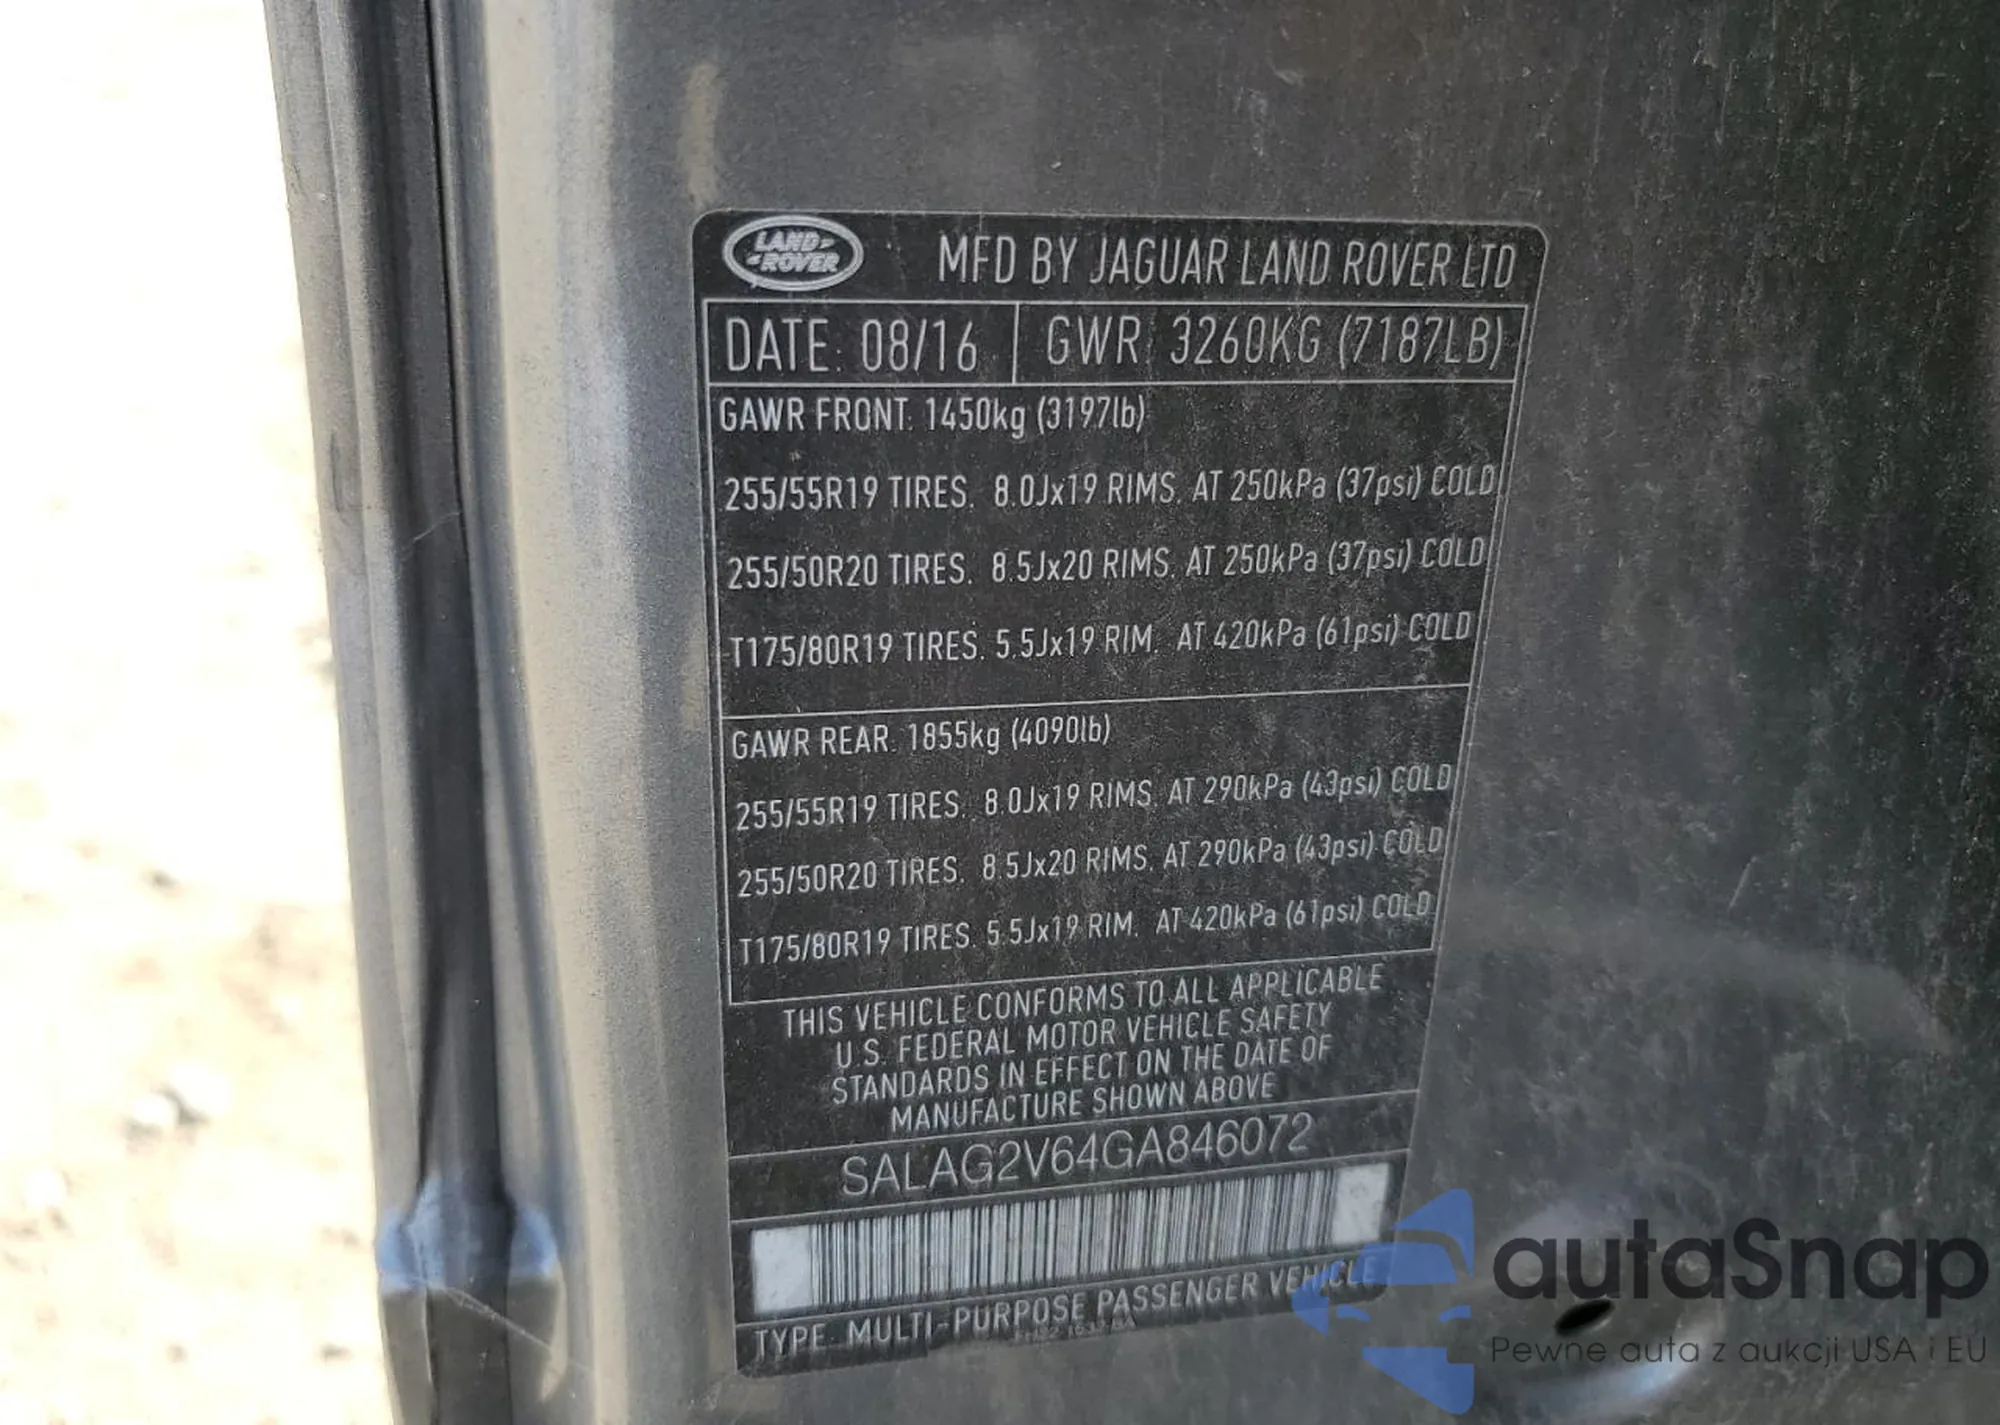 LAND ROVER
MFD BY JAGUAR LAND ROVER LTD
DATE: 08/16 GWR: 3260KG (7187LB)
GAWR FRONT: 1450kg (3197lb)
255/55R19 TIRES. 8.0Jx19 RIMS. AT 250kPa (37psi) COLD
255/50R20 TIRES. 8.5Jx20 RIMS. AT 250kPa (37psi) COLD
T175/80R19 TIRES. 5.5Jx19 RIM. AT 420kPa (61psi) COLD
GAWR REAR: 1855kg (4090lb)
255/55R19 TIRES. 8.0Jx19 RIMS. AT 290kPa (43psi) COLD
255/50R20 TIRES. 8.5Jx20 RIMS. AT 290kPa (43psi) COLD
T175/80R19 TIRES. 5.5Jx19 RIM. AT 420kPa (61psi) COLD
THIS VEHICLE CONFORMS TO ALL APPLICABLE
U.S. FEDERAL MOTOR VEHICLE SAFETY
STANDARDS IN EFFECT ON THE DATE OF
MANUFACTURE SHOWN ABOVE
SALAG2V64GA846072
TYPE: MULTI-PURPOSE PASSENGER VEHICLE
autaSnap
Pewne auta z aukcji USA i EU